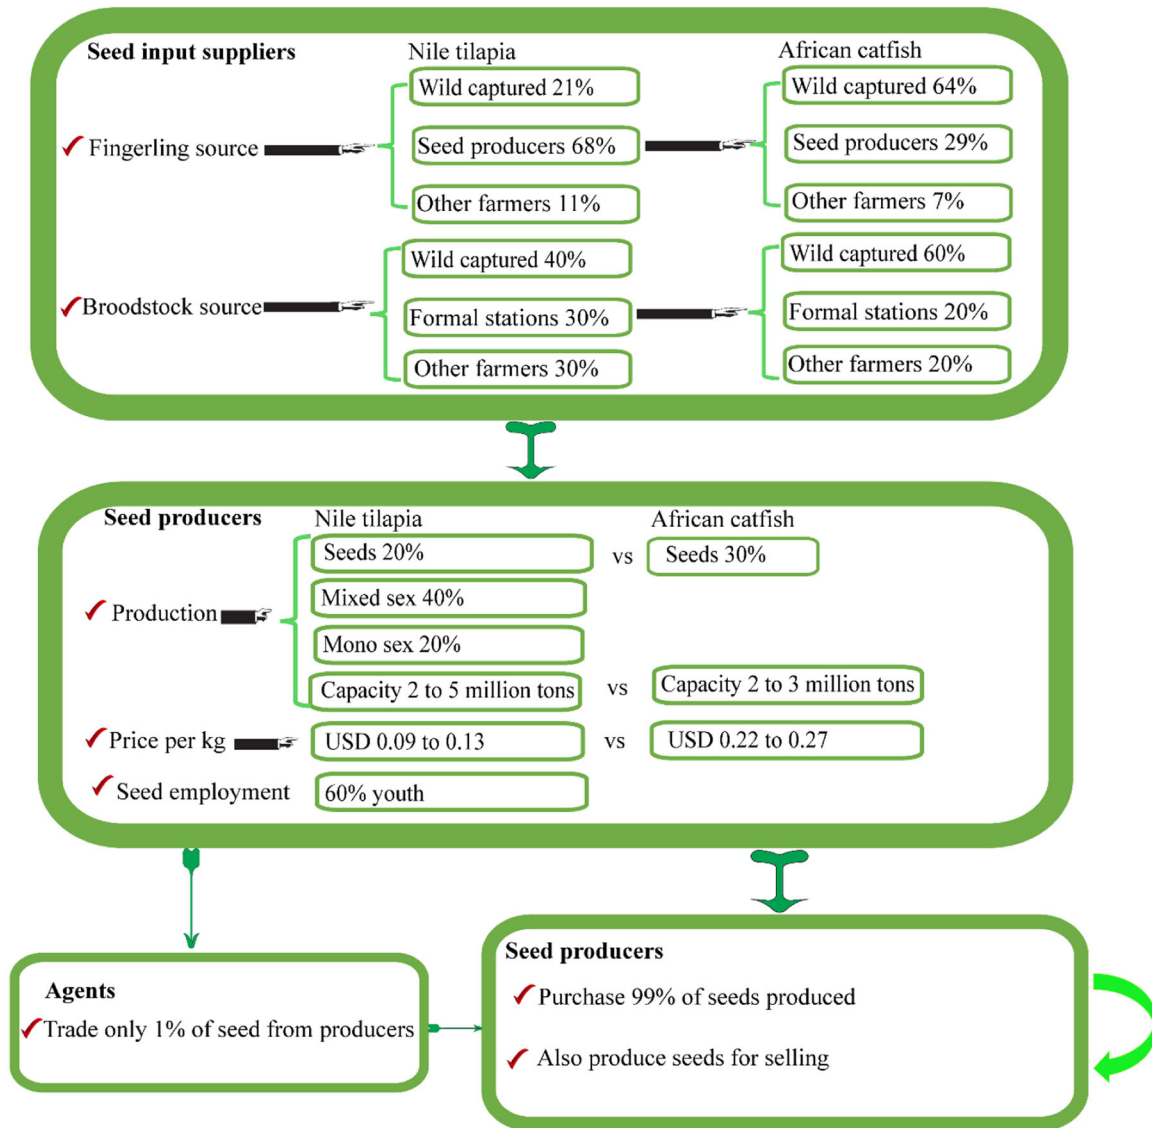 Seed input suppliers
Nile tilapia
African catfish
Fingerling source
Wild captured 21%
Seed producers 68%
Other farmers 11%
Wild captured 64%
Seed producers 29%
Other farmers 7%
Broodstock source
Wild captured 40%
Formal stations 30%
Other farmers 30%
Wild captured 60%
Formal stations 20%
Other farmers 20%
Seed producers
Nile tilapia
African catfish
Production
Seeds 20%
vs
Seeds 30%
Mixed sex 40%
Mono sex 20%
Capacity 2 to 5 million tons
vs
Capacity 2 to 3 million tons
Price per kg
USD 0.09 to 0.13
vs
USD 0.22 to 0.27
Seed employment
60% youth
Agents
Trade only 1% of seed from producers
Seed producers
Purchase 99% of seeds produced
Also produce seeds for selling